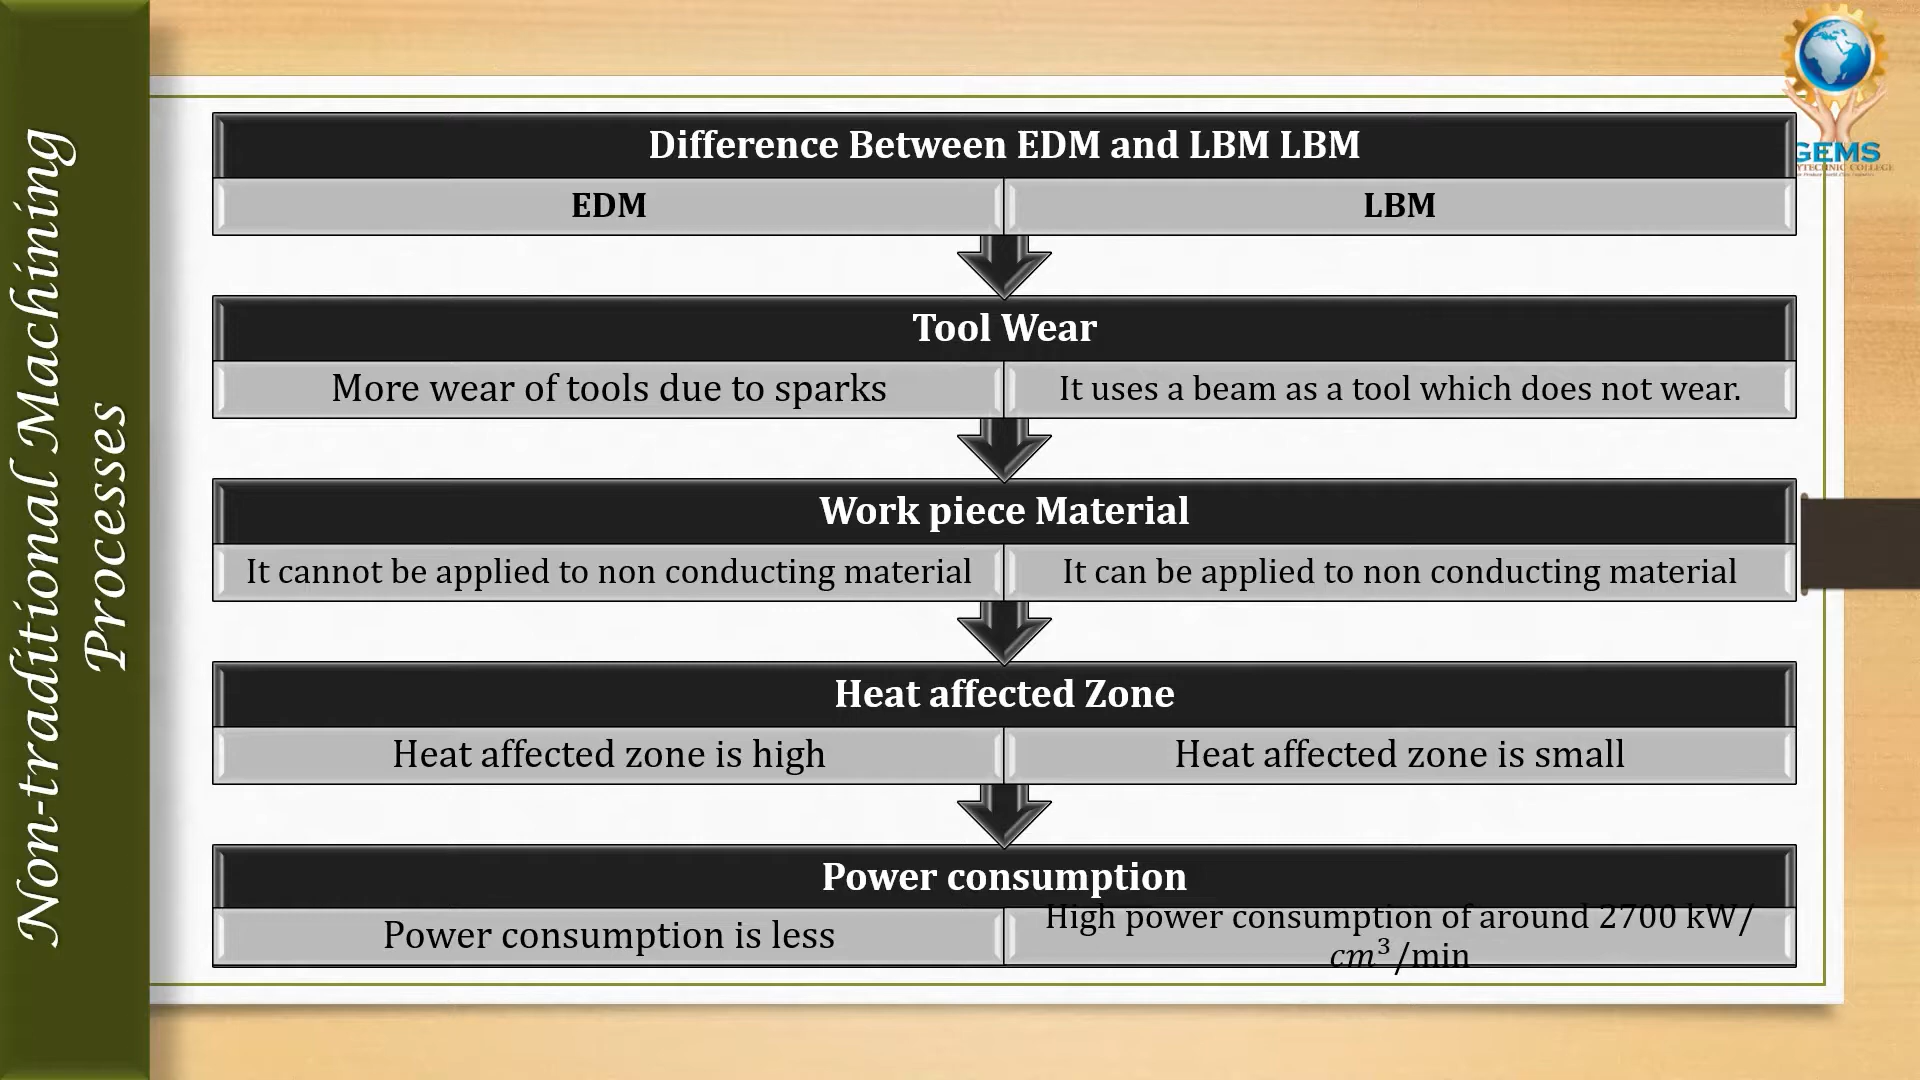 Non-traditional Machining
Processes
GEMS
Difference Between EDM and LBM LBM
EDM
LBM
Tool Wear
More wear of tools due to sparks
It uses a beam as a tool which does not wear.
Work piece Material
It cannot be applied to non conducting material
It can be applied to non conducting material
Heat affected Zone
Heat affected zone is high
Heat affected zone is small
Power consumption
Power consumption is less
High power consumption of around 2700 kW/
cm³/min